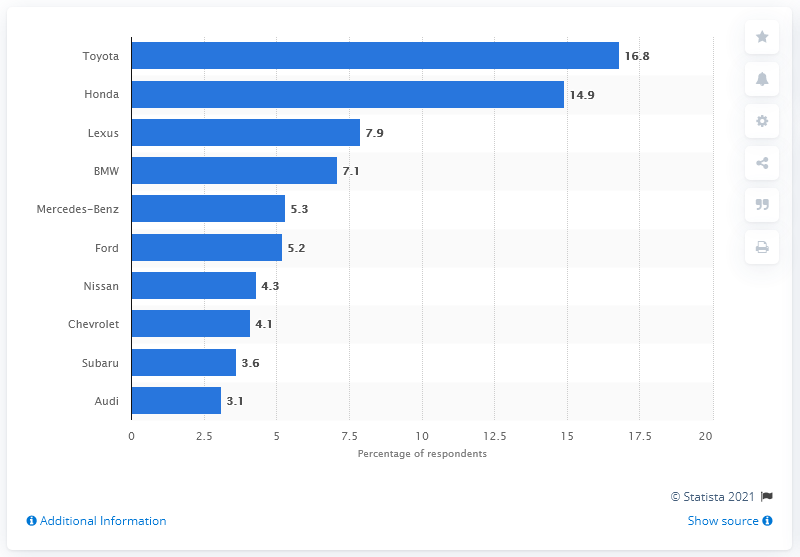 Toyota 16.8
Honda 14.9
Lexus 7.9
BMW 7.1
Mercedes-Benz 5.3
Ford 5.2
Nissan 4.3
Chevrolet 4.1
Subaru 3.6
Audi 3.1
0 2.5 5 7.5 10 12.5 15 17.5 20
Percentage of respondents
© Statista 2021
Additional Information Show source